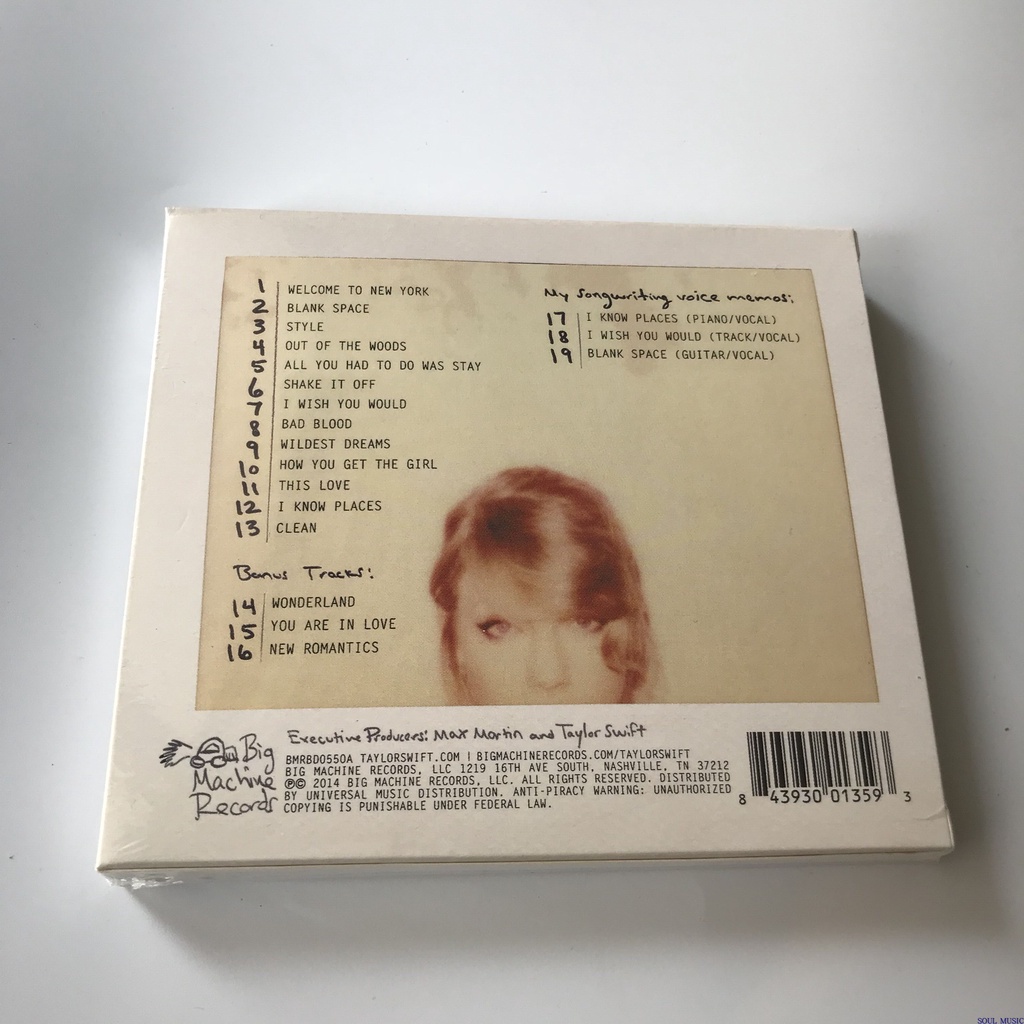 1 WELCOME TO NEW YORK
2 BLANK SPACE
3 STYLE
4 OUT OF THE WOODS
5 ALL YOU HAD TO DO WAS STAY
6 SHAKE IT OFF
7 I WISH YOU WOULD
8 BAD BLOOD
9 WILDEST DREAMS
10 HOW YOU GET THE GIRL
11 THIS LOVE
12 I KNOW PLACES
13 CLEAN
Bonus Tracks:
14 WONDERLAND
15 YOU ARE IN LOVE
16 NEW ROMANTICS
My songwriting voice memos:
17 I KNOW PLACES (PIANO/VOCAL)
18 I WISH YOU WOULD (TRACK/VOCAL)
19 BLANK SPACE (GUITAR/VOCAL)
Big
Machine
Records
Executive Producers: Max Martin and Taylor Swift
BMRBD0550A TAYLORSWIFT.COM | BIGMACHINERECORDS.COM/TAYLORSWIFT
BIG MACHINE RECORDS, LLC 1219 16TH AVE SOUTH, NASHVILLE, TN 37212
℗© 2014 BIG MACHINE RECORDS, LLC. ALL RIGHTS RESERVED. DISTRIBUTED
BY UNIVERSAL MUSIC DISTRIBUTION. ANTI-PIRACY WARNING: UNAUTHORIZED
COPYING IS PUNISHABLE UNDER FEDERAL LAW.
8 43930 01359 3
SOUL MUSIC